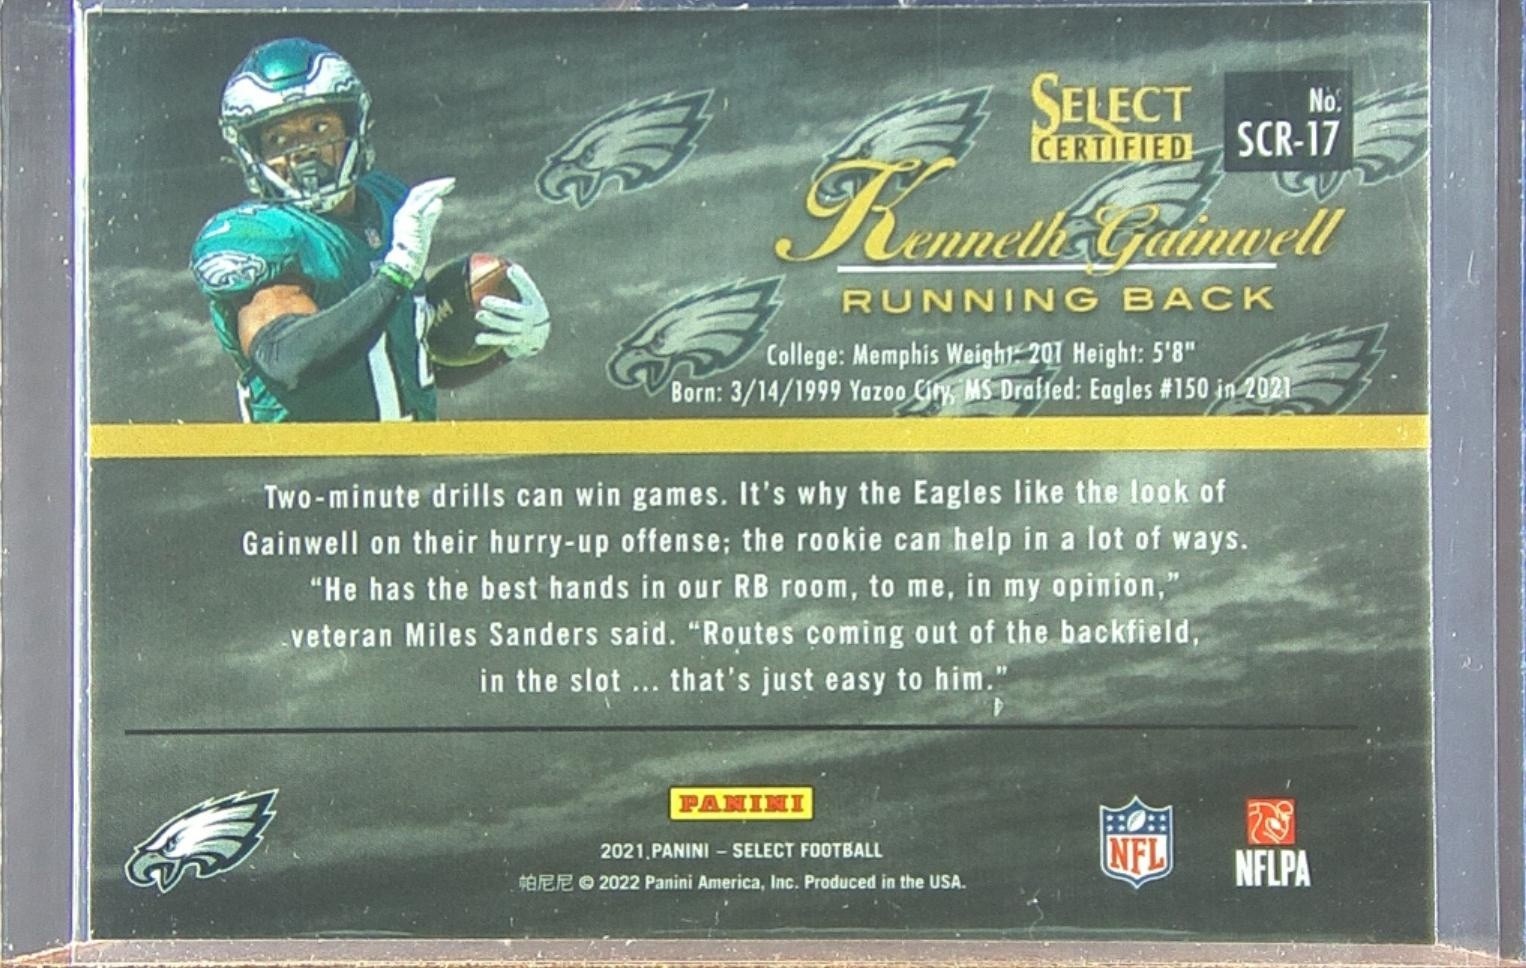 SELECT
CERTIFIED
No.
SCR-17
Kenneth Gainwell
RUNNING BACK
College: Memphis Weight: 201 Height: 5'8"
Born: 3/14/1999 Yazoo City, MS Drafted: Eagles #150 in 2021
Two-minute drills can win games. It's why the Eagles like the look of
Gainwell on their hurry-up offense; the rookie can help in a lot of ways.
“He has the best hands in our RB room, to me, in my opinion,”
veteran Miles Sanders said. “Routes coming out of the backfield,
in the slot ... that's just easy to him.”
PANINI
2021 PANINI – SELECT FOOTBALL
帕尼尼 © 2022 Panini America, Inc. Produced in the USA.
NFL
NFLPA